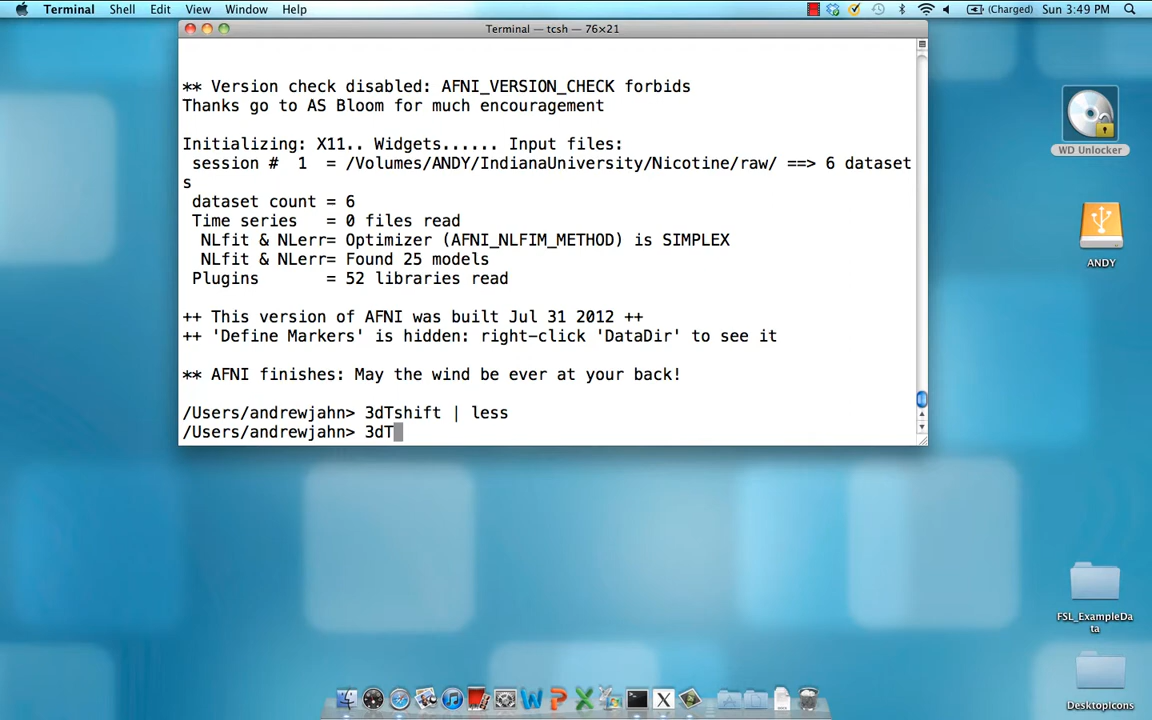 Terminal Shell Edit View Window Help (Charged) Sun 3:49 PM
Terminal — tcsh — 76×21
** Version check disabled: AFNI_VERSION_CHECK forbids
Thanks go to AS Bloom for much encouragement
Initializing: X11.. Widgets...... Input files:
session # 1 = /Volumes/ANDY/IndianaUniversity/Nicotine/raw/ ==> 6 dataset
s
dataset count = 6
Time series = 0 files read
NLfit & NLerr= Optimizer (AFNI_NLFIM_METHOD) is SIMPLEX
NLfit & NLerr= Found 25 models
Plugins = 52 libraries read
++ This version of AFNI was built Jul 31 2012 ++
++ 'Define Markers' is hidden: right-click 'DataDir' to see it
** AFNI finishes: May the wind be ever at your back!
/Users/andrewjahn> 3dTshift | less
/Users/andrewjahn> 3dT
WD Unlocker
ANDY
FSL_ExampleDa
ta
DesktopIcons